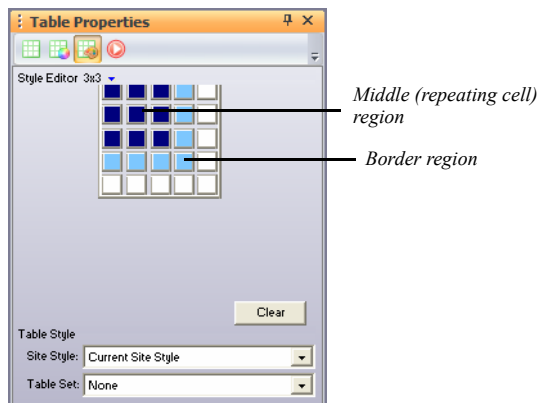 Table Properties
Style Editor 3x3
Middle (repeating cell)
region
Border region
Clear
Table Style
Site Style: Current Site Style
Table Set: None